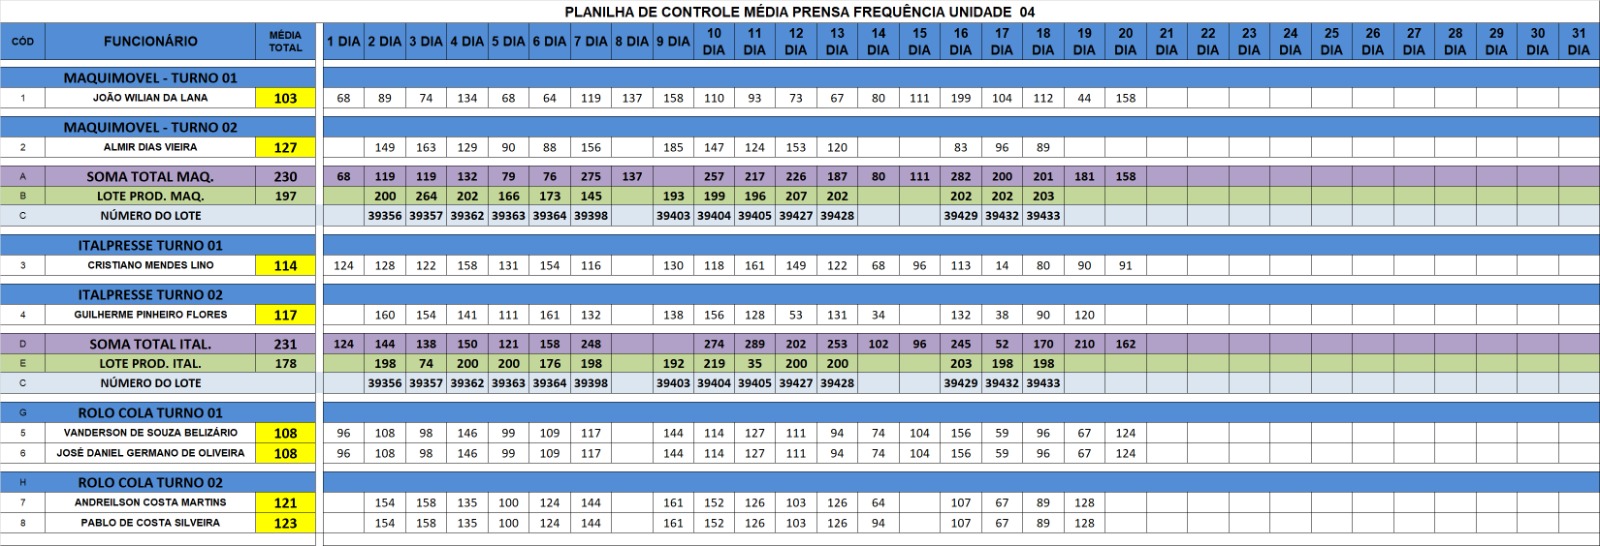 PLANILHA DE CONTROLE MÉDIA PRENSA FREQUÊNCIA UNIDADE 04
CÓD FUNCIONÁRIO MÉDIA TOTAL 1 DIA 2 DIA 3 DIA 4 DIA 5 DIA 6 DIA 7 DIA 8 DIA 9 DIA 10 DIA 11 DIA 12 DIA 13 DIA 14 DIA 15 DIA 16 DIA 17 DIA 18 DIA 19 DIA 20 DIA 21 DIA 22 DIA 23 DIA 24 DIA 25 DIA 26 DIA 27 DIA 28 DIA 29 DIA 30 DIA 31 DIA
MAQUIMOVEL - TURNO 01
1 JOÃO WILIAN DA LANA 103 68 89 74 134 68 64 119 137 158 110 93 73 67 80 111 199 104 112 44 158
MAQUIMOVEL - TURNO 02
2 ALMIR DIAS VIEIRA 127 149 163 129 90 88 156 185 147 124 153 120 83 96 89
A SOMA TOTAL MAQ. 230 68 119 119 132 79 76 275 137 257 217 226 187 80 111 282 200 201 181 158
B LOTE PROD. MAQ. 197 200 264 202 166 173 145 193 199 196 207 202 202 202 203
C NÚMERO DO LOTE 39356 39357 39362 39363 39364 39398 39403 39404 39405 39427 39428 39429 39432 39433
ITALPRESSE TURNO 01
3 CRISTIANO MENDES LINO 114 124 128 122 158 131 154 116 130 118 161 149 122 68 96 113 14 80 90 91
ITALPRESSE TURNO 02
4 GUILHERME PINHEIRO FLORES 117 160 154 141 111 161 132 138 156 128 53 131 34 132 38 90 120
D SOMA TOTAL ITAL. 231 124 144 138 150 121 158 248 274 289 202 253 102 96 245 52 170 210 162
E LOTE PROD. ITAL. 178 198 74 200 200 176 198 192 219 35 200 200 203 198 198
C NÚMERO DO LOTE 39356 39357 39362 39363 39364 39398 39403 39404 39405 39427 39428 39429 39432 39433
G ROLO COLA TURNO 01
5 VANDERSON DE SOUZA BELIZÁRIO 108 96 108 98 146 99 109 117 144 114 127 111 94 74 104 156 59 96 67 124
6 JOSÉ DANIEL GERMANO DE OLIVEIRA 108 96 108 98 146 99 109 117 144 114 127 111 94 74 104 156 59 96 67 124
H ROLO COLA TURNO 02
7 ANDREILSON COSTA MARTINS 121 154 158 135 100 124 144 161 152 126 103 126 64 107 67 89 128
8 PABLO DE COSTA SILVEIRA 123 154 158 135 100 124 144 161 152 126 103 126 94 107 67 89 128